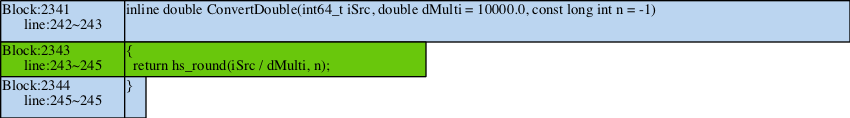 Block:2341 inline double ConvertDouble(int64_t iSrc, double dMulti = 10000.0, const long int n = -1)
line:242~243
Block:2343 {
line:243~245 return hs_round(iSrc / dMulti, n);
Block:2344 }
line:245~245